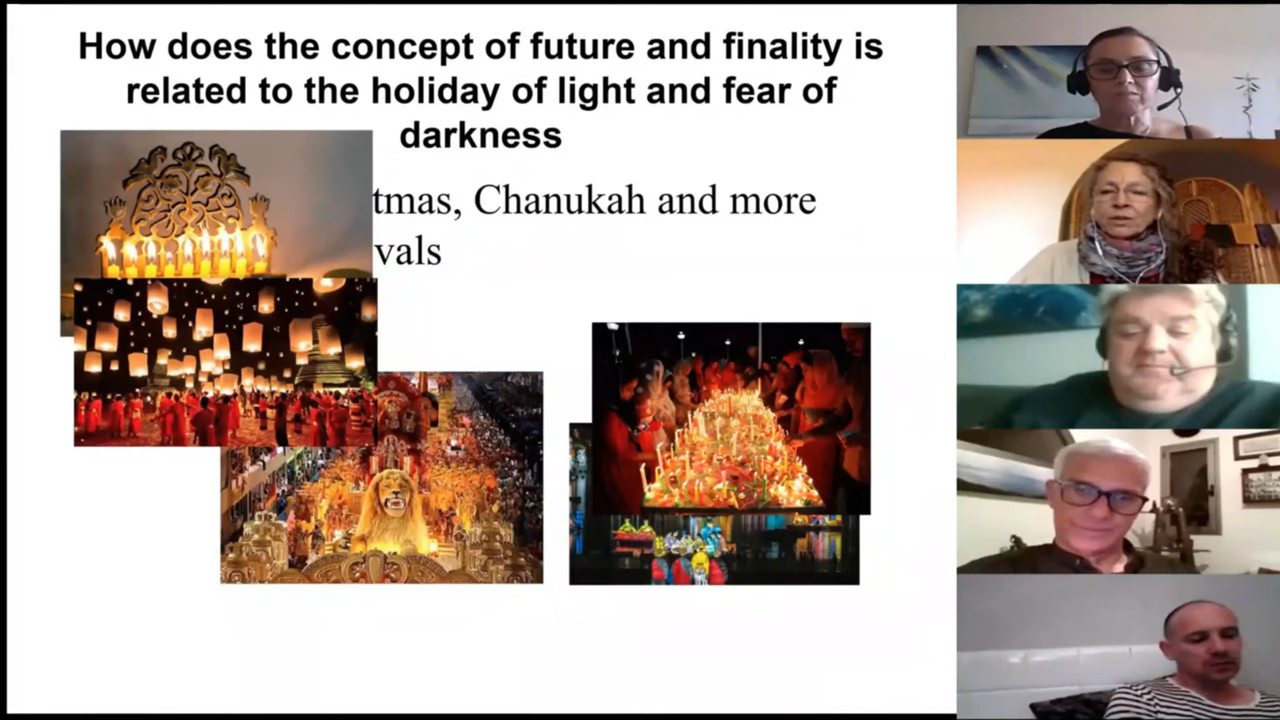 How does the concept of future and finality is
related to the holiday of light and fear of
darkness
tmas, Chanukah and more
vals